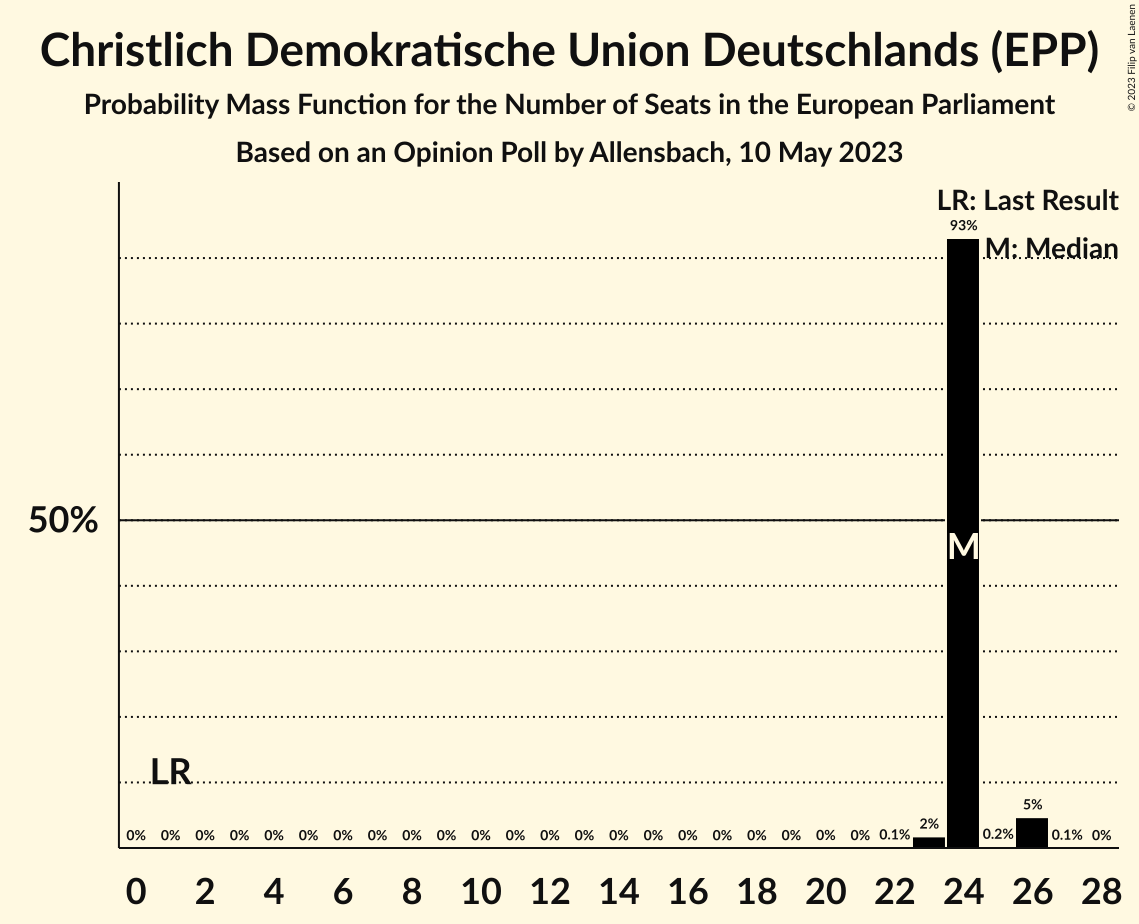 Christlich Demokratische Union Deutschlands (EPP)
Probability Mass Function for the Number of Seats in the European Parliament
Based on an Opinion Poll by Allensbach, 10 May 2023
© 2023 Filip van Laenen
LR: Last Result
93%
M: Median
50%
M
LR
5%
2%
0% 0% 0% 0% 0% 0% 0% 0% 0% 0% 0% 0% 0% 0% 0% 0% 0% 0% 0% 0% 0% 0% 0.1% 0.2% 0.1% 0%
0 2 4 6 8 10 12 14 16 18 20 22 24 26 28